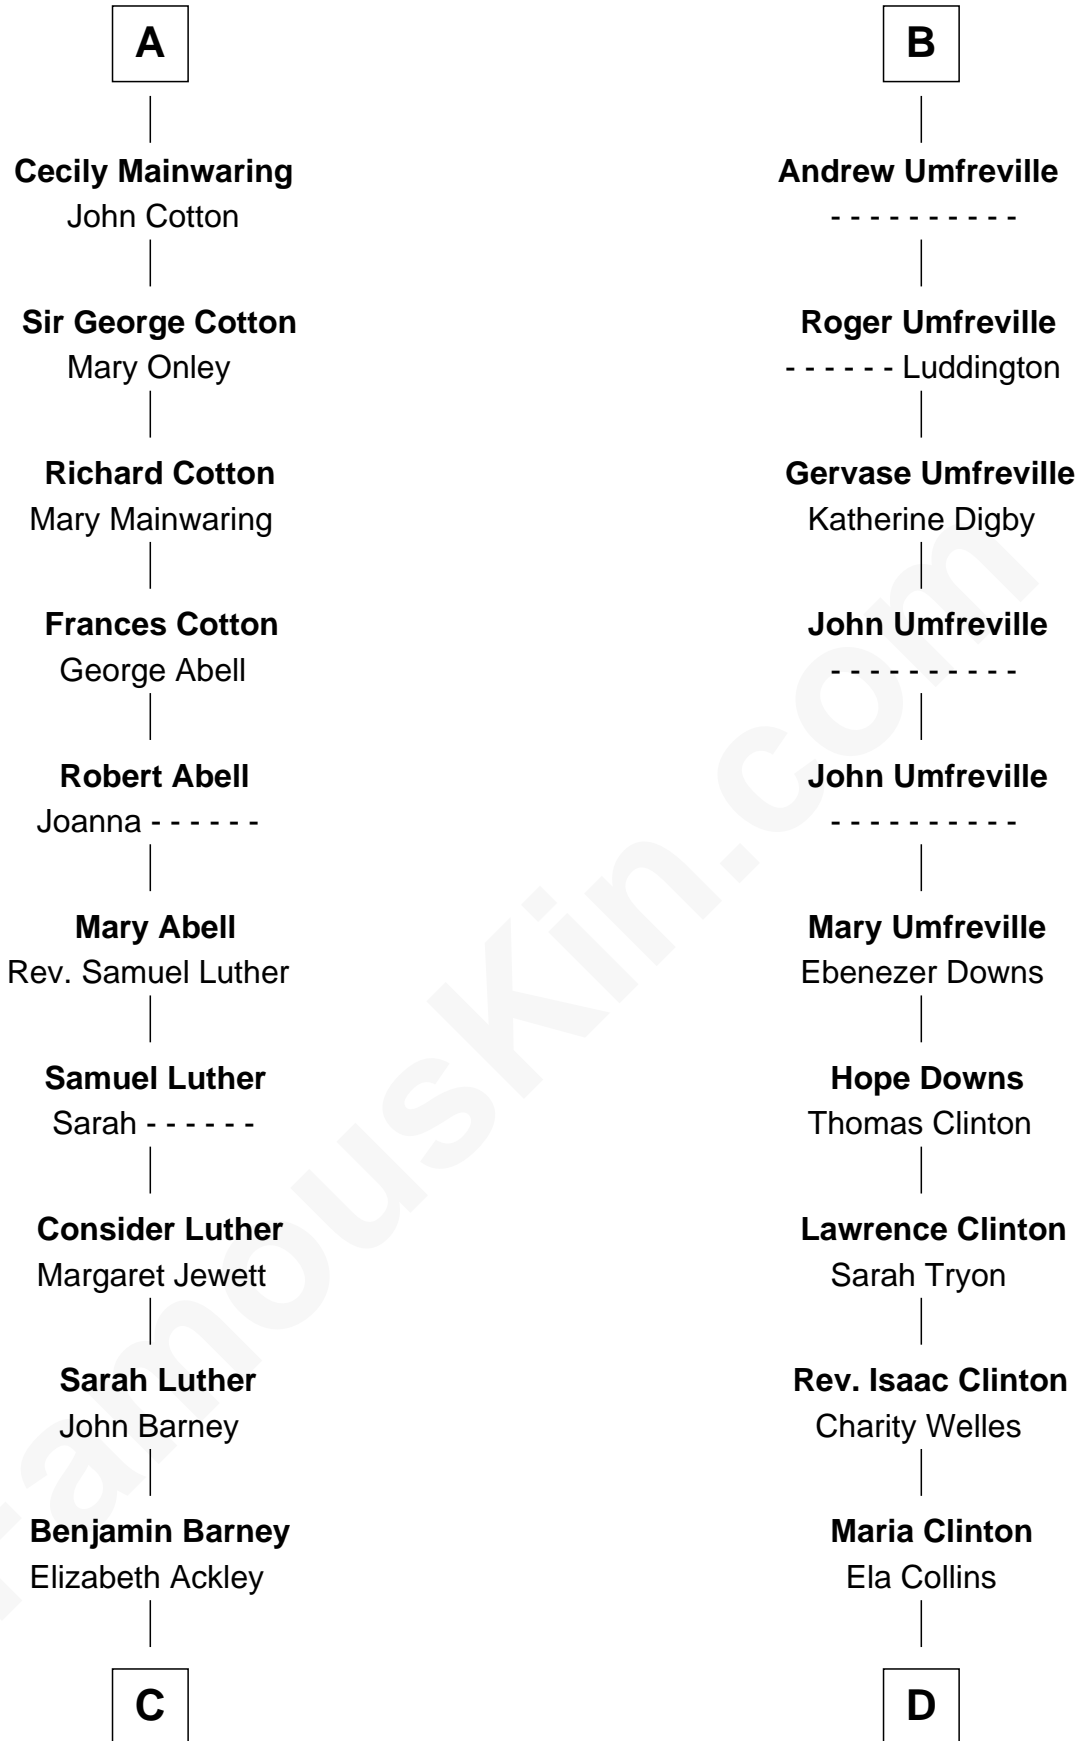 A
Cecily Mainwaring
John Cotton
Sir George Cotton
Mary Onley
Richard Cotton
Mary Mainwaring
Frances Cotton
George Abell
Robert Abell
Joanna - - - - - -
Mary Abell
Rev. Samuel Luther
Samuel Luther
Sarah - - - - - -
Consider Luther
Margaret Jewett
Sarah Luther
John Barney
Benjamin Barney
Elizabeth Ackley
C
B
Andrew Umfreville
- - - - - - - - - -
Roger Umfreville
- - - - - - Luddington
Gervase Umfreville
Katherine Digby
John Umfreville
- - - - - - - - - -
John Umfreville
- - - - - - - - - -
Mary Umfreville
Ebenezer Downs
Hope Downs
Thomas Clinton
Lawrence Clinton
Sarah Tryon
Rev. Isaac Clinton
Charity Welles
Maria Clinton
Ela Collins
D
FamousKin.com